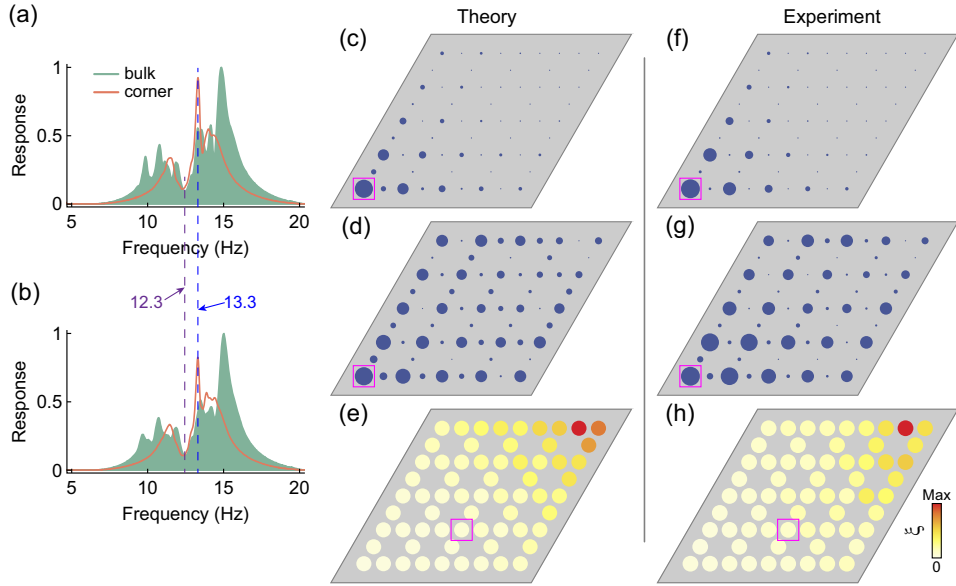 Theory
Experiment
(a)
1
bulk
corner
0.5
0
Response
5
10
15
20
Frequency (Hz)
12.3
13.3
(b)
1
0.5
0
Response
5
10
15
20
Frequency (Hz)
(c)
(d)
(e)
(f)
(g)
(h)
Max
ξ
0